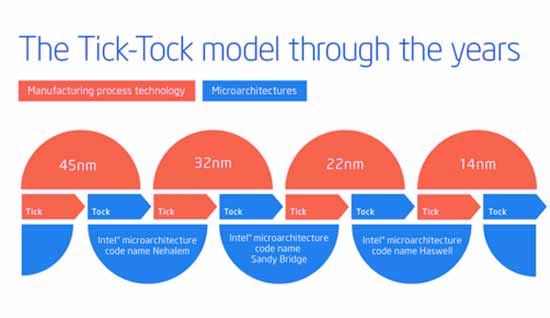 The Tick-Tock model through the years
Manufacturing process technology
Microarchitectures
45nm
32nm
22nm
14nm
Tick
Tock
Tick
Tock
Tick
Tock
Tick
Tock
Intel® microarchitecture
code name Nehalem
Intel® microarchitecture
code name
Sandy Bridge
Intel® microarchitecture
code name Haswell